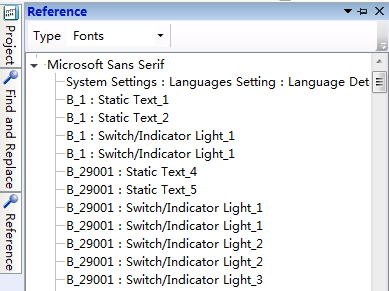 Reference
Type Fonts
Microsoft Sans Serif
System Settings : Languages Setting : Language Det
B_1 : Static Text_1
B_1 : Static Text_2
B_1 : Switch/Indicator Light_1
B_1 : Switch/Indicator Light_1
B_29001 : Static Text_4
B_29001 : Static Text_5
B_29001 : Switch/Indicator Light_1
B_29001 : Switch/Indicator Light_1
B_29001 : Switch/Indicator Light_2
B_29001 : Switch/Indicator Light_2
B_29001 : Switch/Indicator Light_3
Project
Find and Replace
Reference